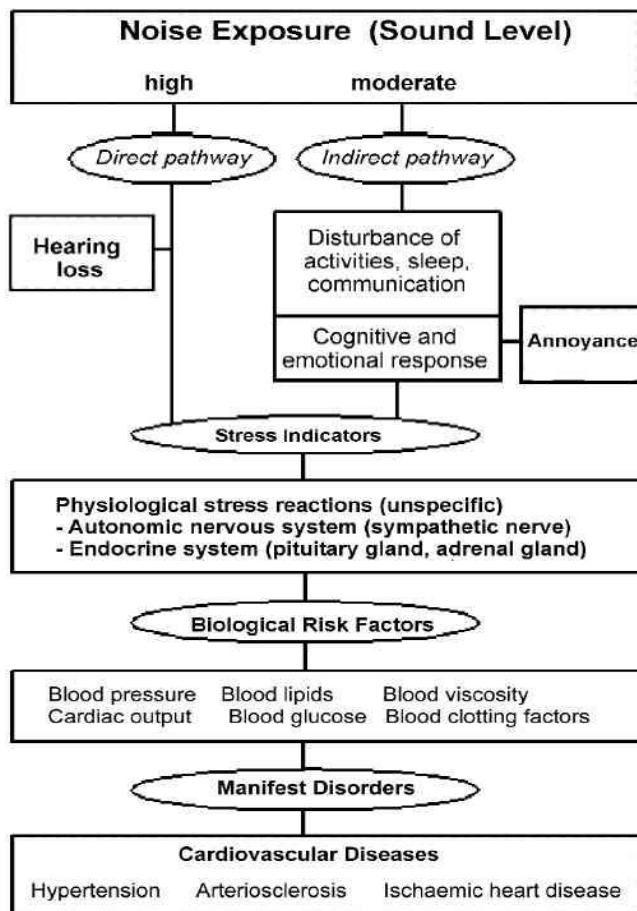 Noise Exposure (Sound Level)
high moderate
Direct pathway Indirect pathway
Hearing
loss
Disturbance of
activities, sleep,
communication
Cognitive and
emotional response
Annoyance
Stress Indicators
Physiological stress reactions (unspecific)
- Autonomic nervous system (sympathetic nerve)
- Endocrine system (pituitary gland, adrenal gland)
Biological Risk Factors
Blood pressure Blood lipids Blood viscosity
Cardiac output Blood glucose Blood clotting factors
Manifest Disorders
Cardiovascular Diseases
Hypertension Arteriosclerosis Ischaemic heart disease